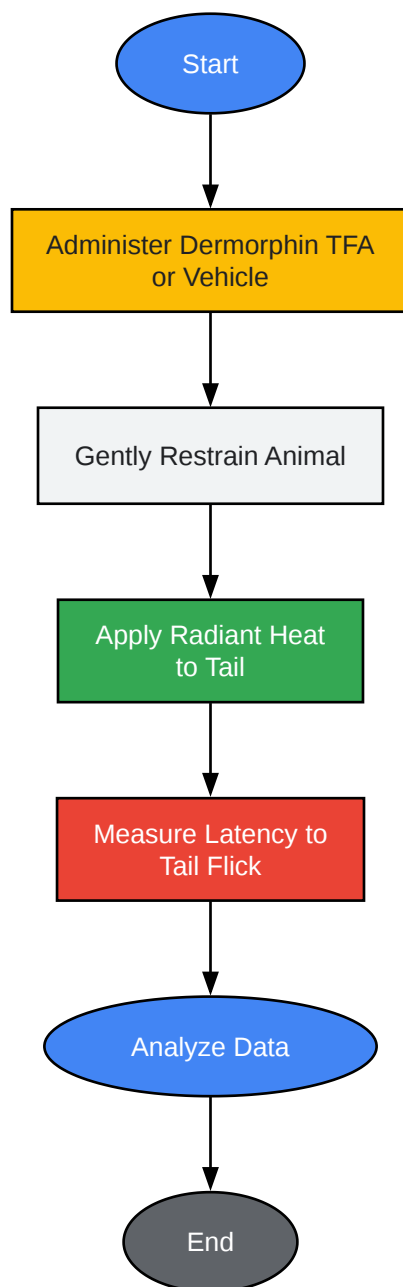 Start
Administer Dermorphin TFA
or Vehicle
Gently Restrain Animal
Apply Radiant Heat
to Tail
Measure Latency to
Tail Flick
Analyze Data
End